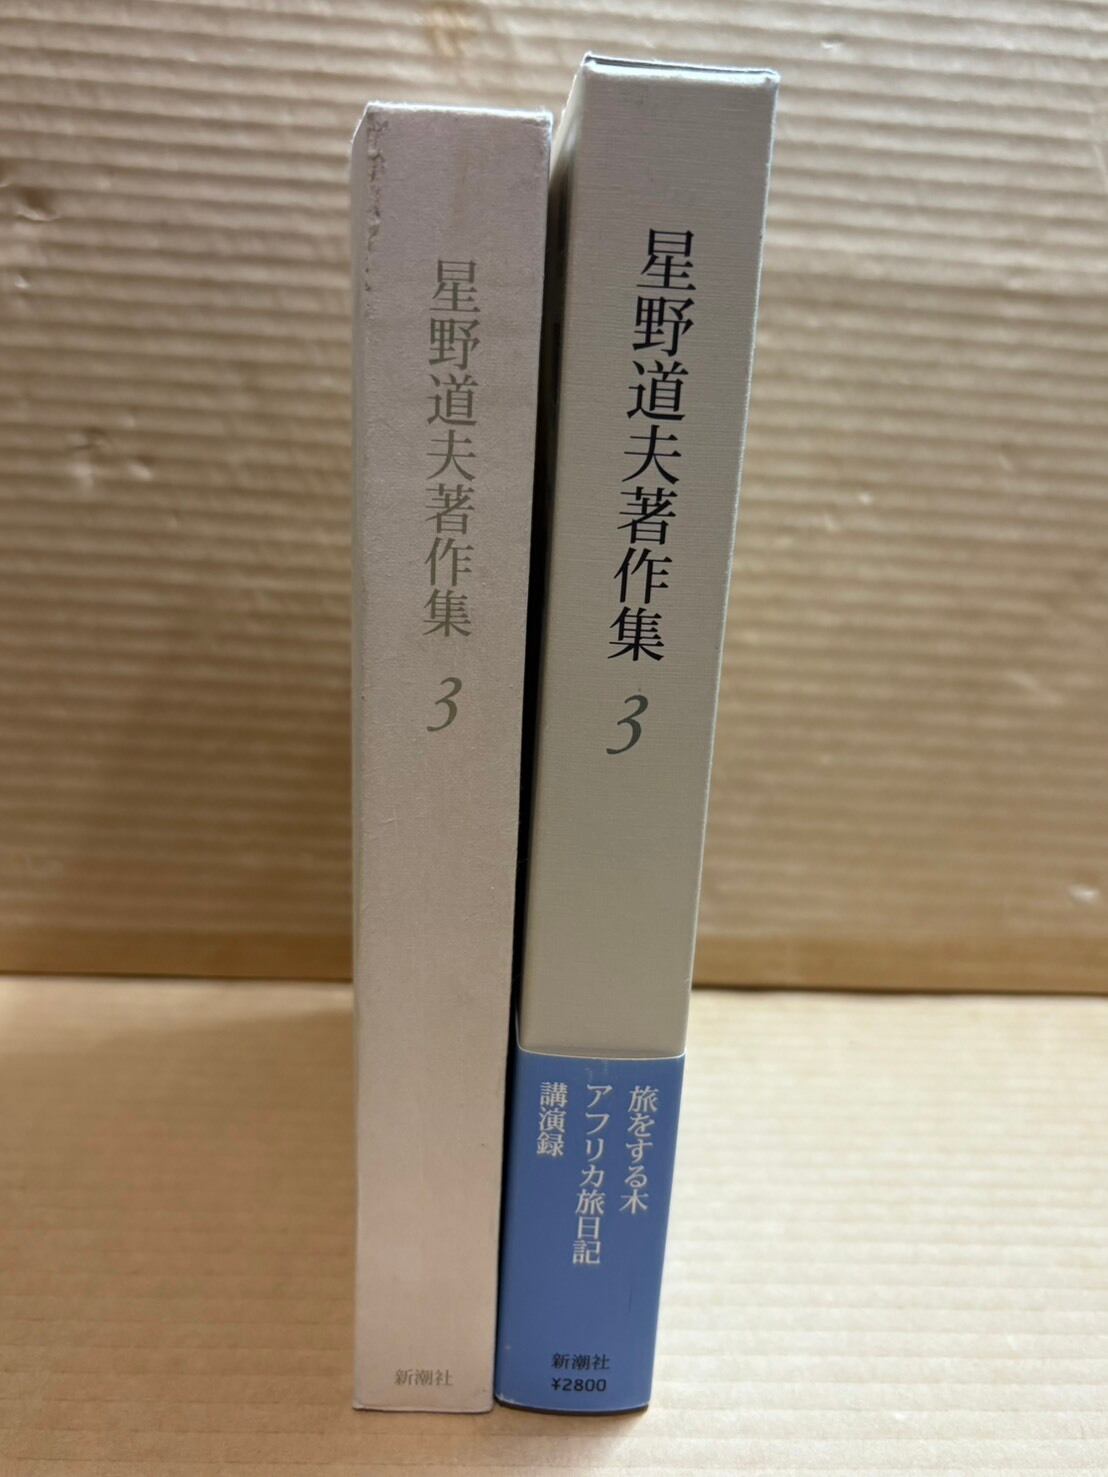 星野道夫著作集
3
新潮社
星野道夫著作集
3
旅をする木
アフリカ旅日記
講演録
新潮社
¥2800